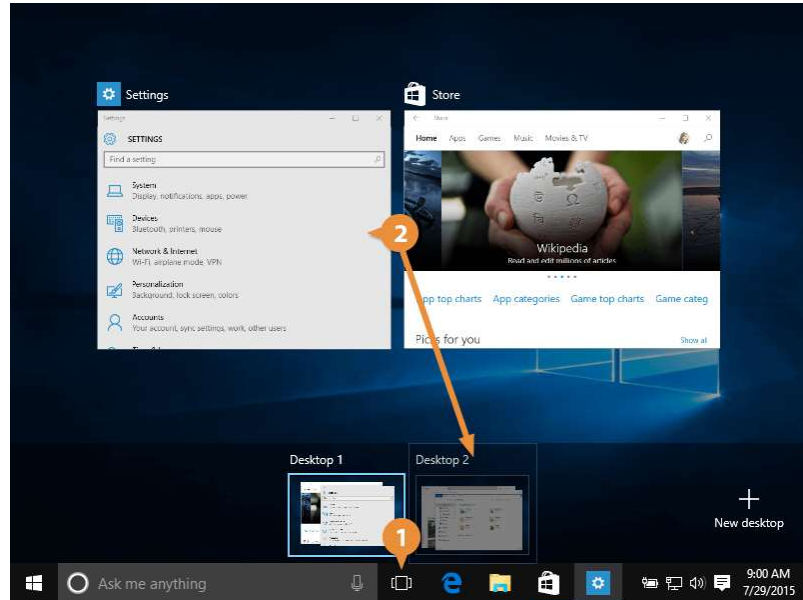 Settings
Store
Settings
Store
SETTINGS
Home Apps Games Music Movies & TV
Find a setting
System
Display, notifications, apps, power
Devices
Bluetooth, printers, mouse
Network & Internet
Wi-Fi, airplane mode, VPN
Personalization
Background, lock screen, colors
Accounts
Your account, sync settings, work, other users
2
Wikipedia
Read and edit millions of articles
App top charts App categories Game top charts Game categ
Picks for you
Show all
Desktop 1
Desktop 2
1
New desktop
Ask me anything
9:00 AM
7/29/2015